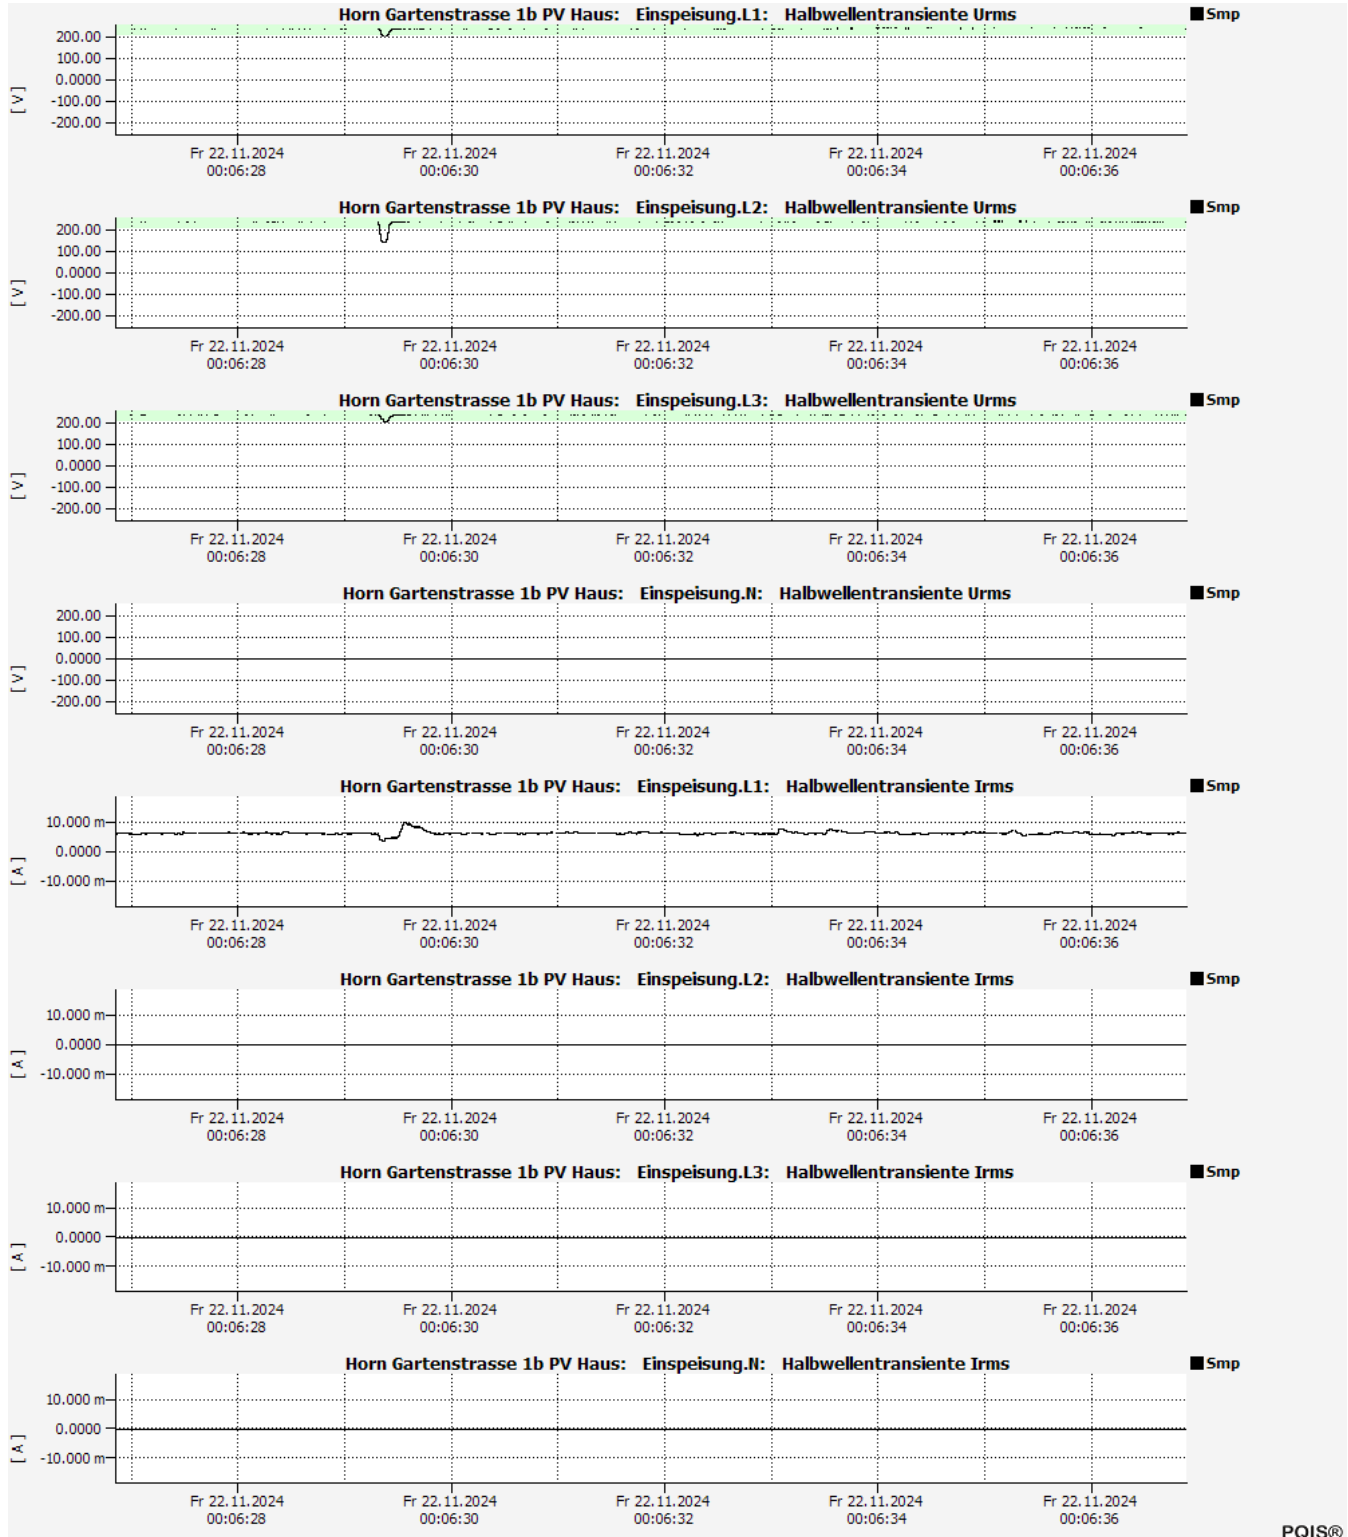 Horn Gartenstrasse 1b PV Haus: Einspeisung.L1: Halbwellentransiente Urms
Smp
200.00
100.00
0.0000
-100.00
-200.00
[ V ]
Fr 22.11.2024 Fr 22.11.2024 Fr 22.11.2024 Fr 22.11.2024 Fr 22.11.2024
00:06:28 00:06:30 00:06:32 00:06:34 00:06:36
Horn Gartenstrasse 1b PV Haus: Einspeisung.L2: Halbwellentransiente Urms
Smp
200.00
100.00
0.0000
-100.00
-200.00
[ V ]
Fr 22.11.2024 Fr 22.11.2024 Fr 22.11.2024 Fr 22.11.2024 Fr 22.11.2024
00:06:28 00:06:30 00:06:32 00:06:34 00:06:36
Horn Gartenstrasse 1b PV Haus: Einspeisung.L3: Halbwellentransiente Urms
Smp
200.00
100.00
0.0000
-100.00
-200.00
[ V ]
Fr 22.11.2024 Fr 22.11.2024 Fr 22.11.2024 Fr 22.11.2024 Fr 22.11.2024
00:06:28 00:06:30 00:06:32 00:06:34 00:06:36
Horn Gartenstrasse 1b PV Haus: Einspeisung.N: Halbwellentransiente Urms
Smp
200.00
100.00
0.0000
-100.00
-200.00
[ V ]
Fr 22.11.2024 Fr 22.11.2024 Fr 22.11.2024 Fr 22.11.2024 Fr 22.11.2024
00:06:28 00:06:30 00:06:32 00:06:34 00:06:36
Horn Gartenstrasse 1b PV Haus: Einspeisung.L1: Halbwellentransiente Irms
Smp
10.000 m
0.0000
-10.000 m
[ A ]
Fr 22.11.2024 Fr 22.11.2024 Fr 22.11.2024 Fr 22.11.2024 Fr 22.11.2024
00:06:28 00:06:30 00:06:32 00:06:34 00:06:36
Horn Gartenstrasse 1b PV Haus: Einspeisung.L2: Halbwellentransiente Irms
Smp
10.000 m
0.0000
-10.000 m
[ A ]
Fr 22.11.2024 Fr 22.11.2024 Fr 22.11.2024 Fr 22.11.2024 Fr 22.11.2024
00:06:28 00:06:30 00:06:32 00:06:34 00:06:36
Horn Gartenstrasse 1b PV Haus: Einspeisung.L3: Halbwellentransiente Irms
Smp
10.000 m
0.0000
-10.000 m
[ A ]
Fr 22.11.2024 Fr 22.11.2024 Fr 22.11.2024 Fr 22.11.2024 Fr 22.11.2024
00:06:28 00:06:30 00:06:32 00:06:34 00:06:36
Horn Gartenstrasse 1b PV Haus: Einspeisung.N: Halbwellentransiente Irms
Smp
10.000 m
0.0000
-10.000 m
[ A ]
Fr 22.11.2024 Fr 22.11.2024 Fr 22.11.2024 Fr 22.11.2024 Fr 22.11.2024
00:06:28 00:06:30 00:06:32 00:06:34 00:06:36
PQIS®